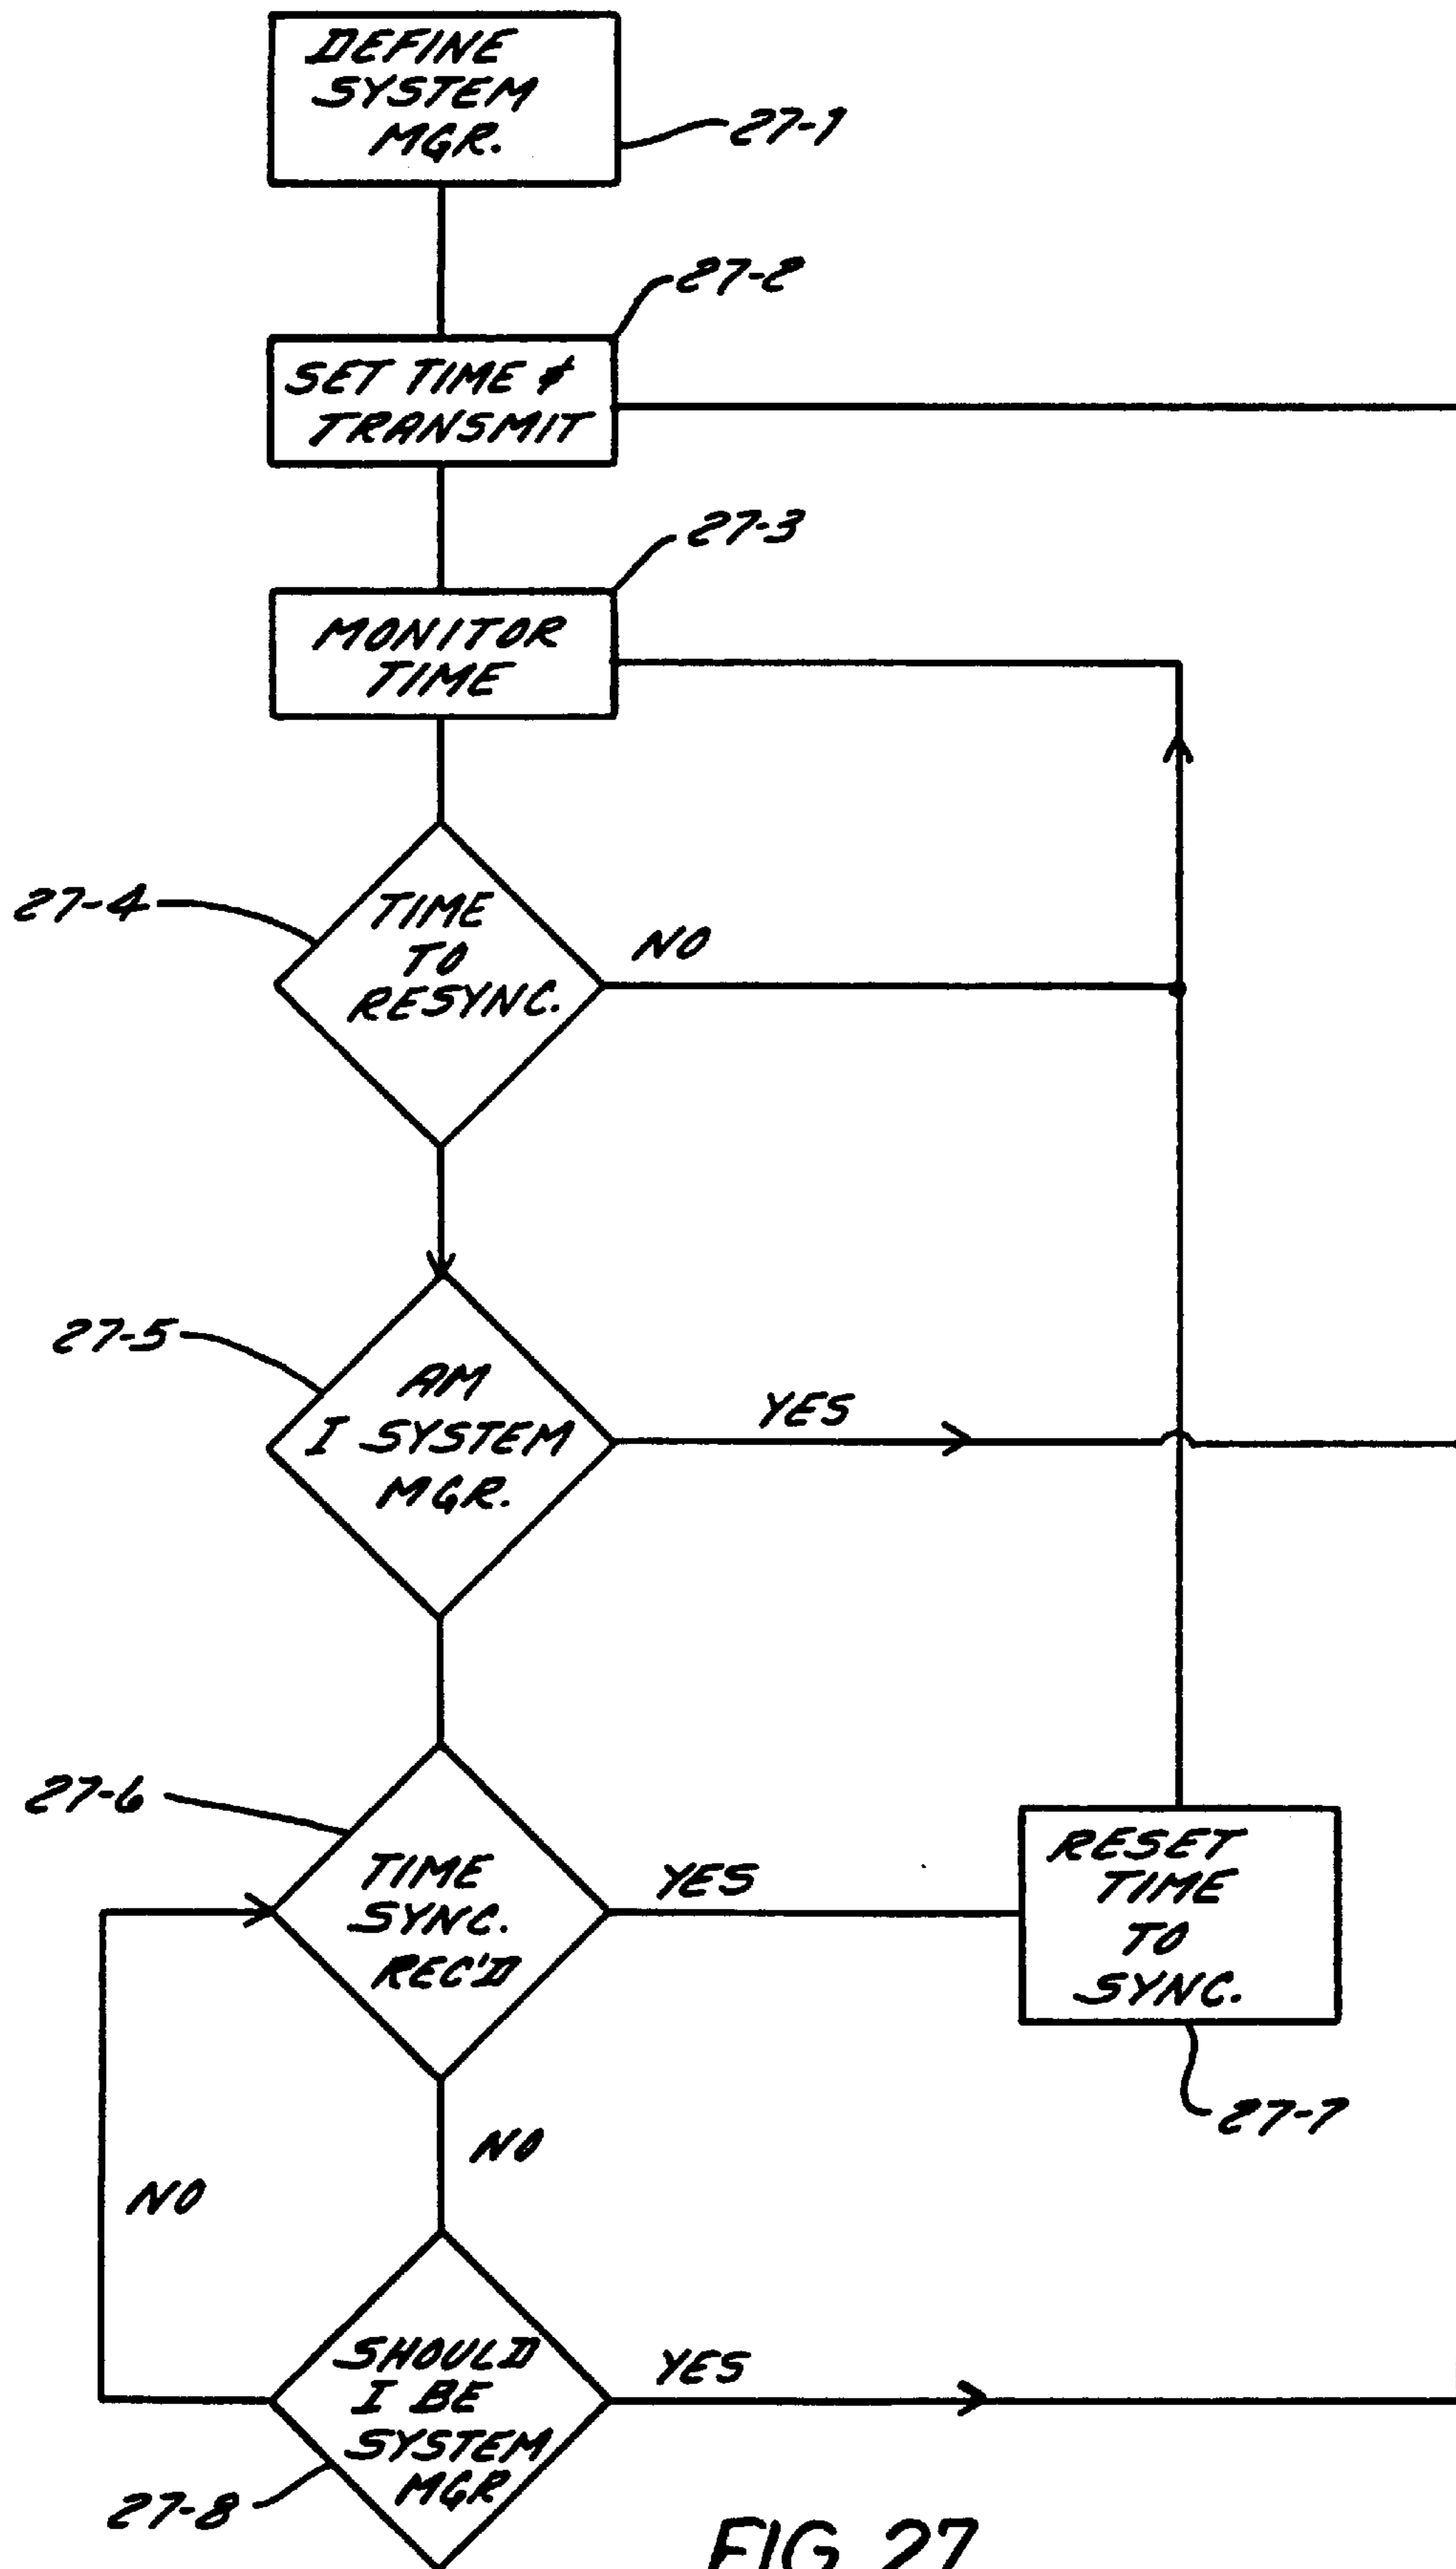 DEFINE
SYSTEM
MGR.
27-1
27-2
SET TIME &
TRANSMIT
27-3
MONITOR
TIME
27-4
TIME
TO
RESYNC.
NO
27-5
AM
I SYSTEM
MGR.
YES
27-6
TIME
SYNC.
REC'D
YES
RESET
TIME
TO
SYNC.
27-7
NO
NO
SHOULD
I BE
SYSTEM
MGR
YES
27-8
FIG. 27